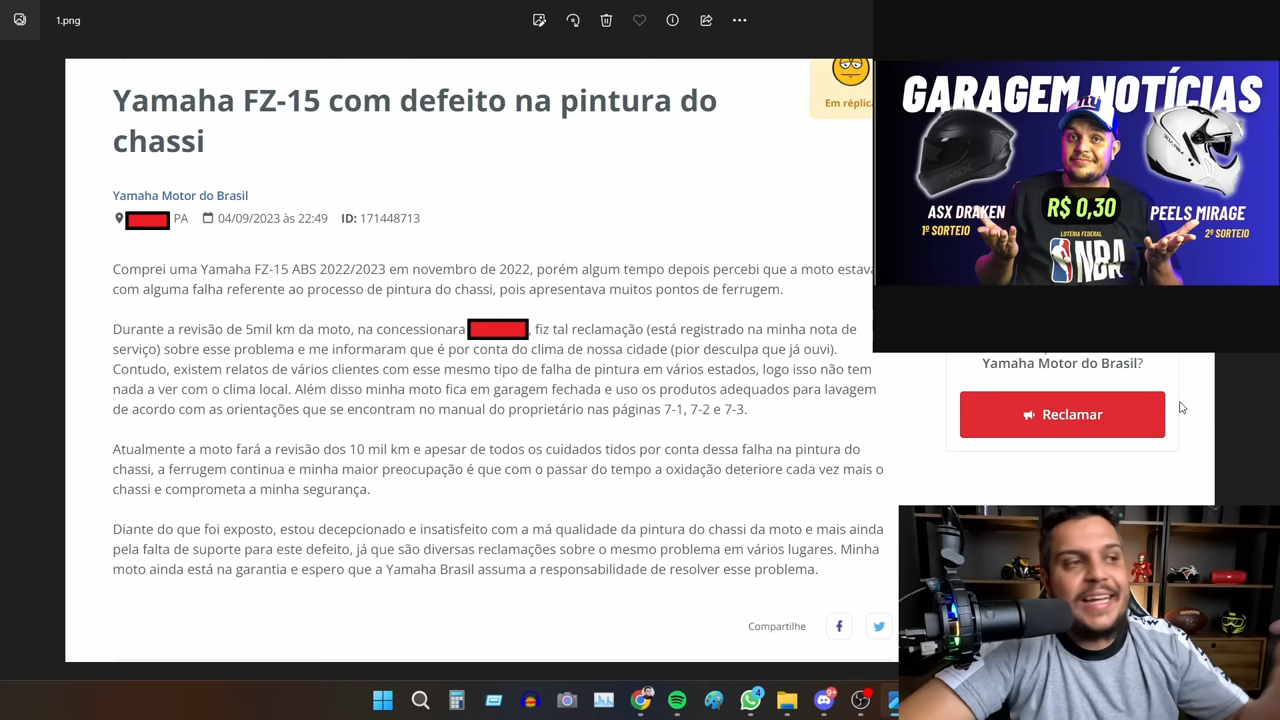 1.png
Yamaha FZ-15 com defeito na pintura do
chassi
Em réplica
Yamaha Motor do Brasil
PA 04/09/2023 às 22:49 ID: 171448713
Comprei uma Yamaha FZ-15 ABS 2022/2023 em novembro de 2022, porém algum tempo depois percebi que a moto estava
com alguma falha referente ao processo de pintura do chassi, pois apresentava muitos pontos de ferrugem.
Durante a revisão de 5mil km da moto, na concessionara , fiz tal reclamação (está registrado na minha nota de
serviço) sobre esse problema e me informaram que é por conta do clima de nossa cidade (pior desculpa que já ouvi).
Contudo, existem relatos de vários clientes com esse mesmo tipo de falha de pintura em vários estados, logo isso não tem
nada a ver com o clima local. Além disso minha moto fica em garagem fechada e uso os produtos adequados para lavagem
de acordo com as orientações que se encontram no manual do proprietário nas páginas 7-1, 7-2 e 7-3.
Atualmente a moto fará a revisão dos 10 mil km e apesar de todos os cuidados tidos por conta dessa falha na pintura do
chassi, a ferrugem continua e minha maior preocupação é que com o passar do tempo a oxidação deteriore cada vez mais o
chassi e comprometa a minha segurança.
Diante do que foi exposto, estou decepcionado e insatisfeito com a má qualidade da pintura do chassi da moto e mais ainda
pela falta de suporte para este defeito, já que são diversas reclamações sobre o mesmo problema em vários lugares. Minha
moto ainda está na garantia e espero que a Yamaha Brasil assuma a responsabilidade de resolver esse problema.
Compartilhe
GARAGEM NOTÍCIAS
ASX DRAKEN
1º SORTEIO
R$ 0,30
LOTERIA FEDERAL
NBA
PEELS MIRAGE
2º SORTEIO
Yamaha Motor do Brasil?
Reclamar
4
9+